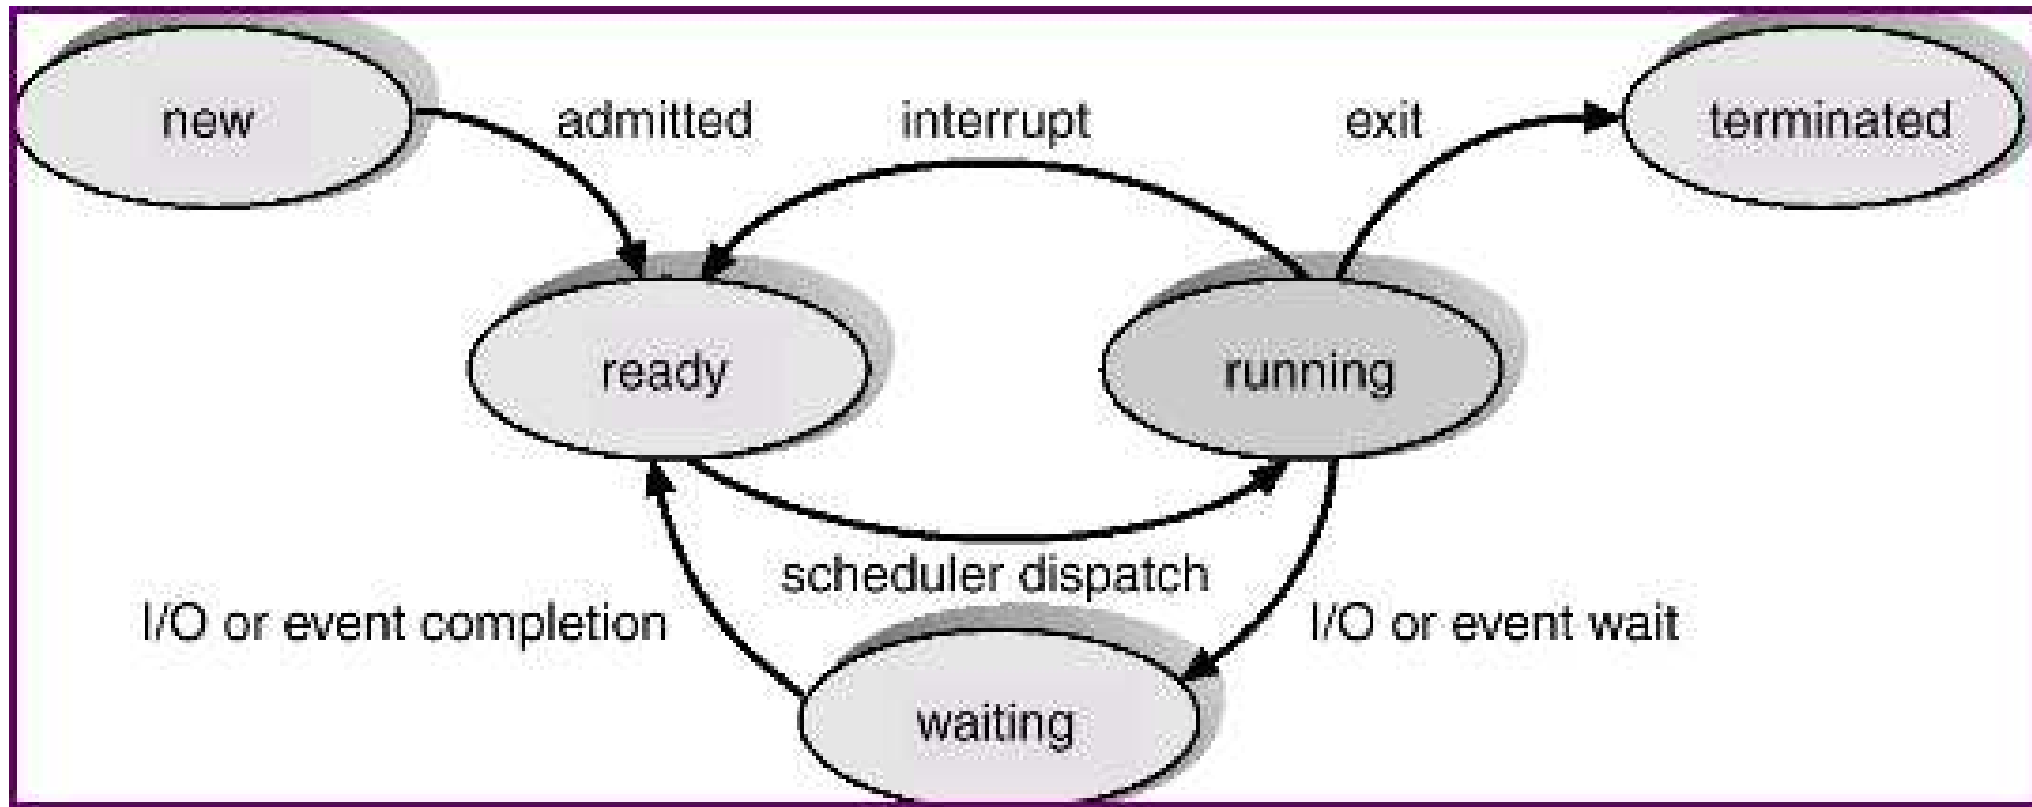 new
admitted
interrupt
exit
terminated
ready
running
scheduler dispatch
I/O or event completion
I/O or event wait
waiting